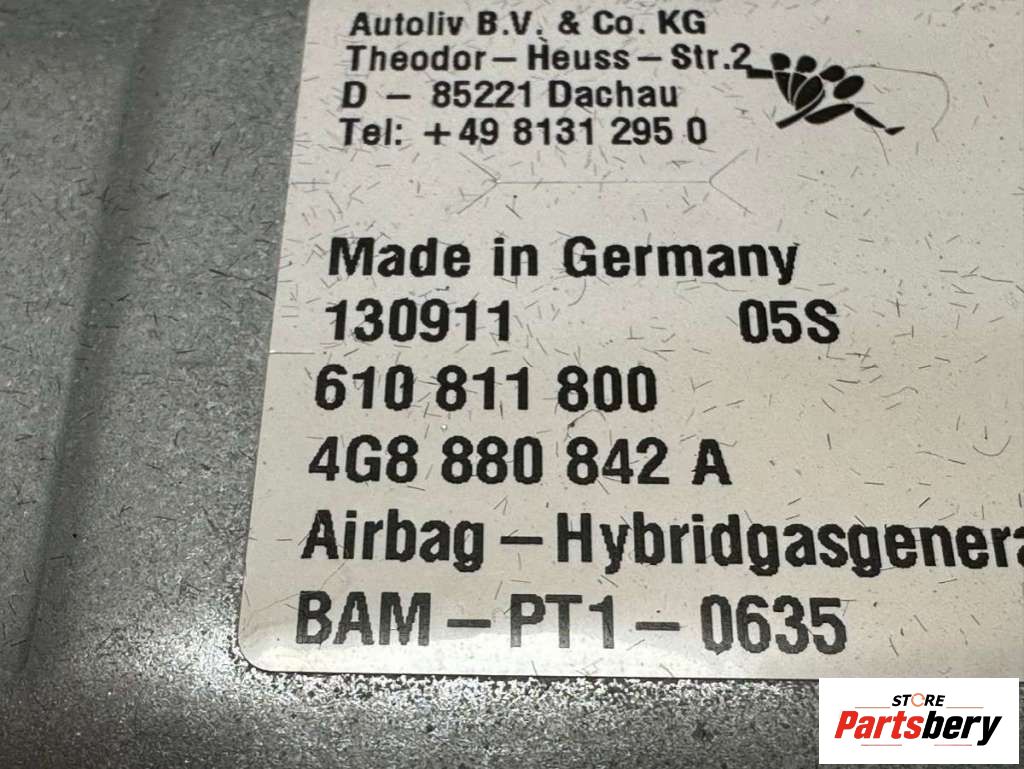 Autoliv B.V. & Co. KG
Theodor – Heuss – Str.2
D – 85221 Dachau
Tel: +49 8131 295 0
Made in Germany
130911 05S
610 811 800
4G8 880 842 A
Airbag – Hybridgasgenera
BAM – PT1 – 0635
STORE
Partsbery